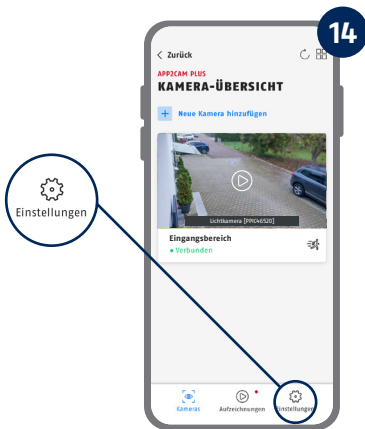 14
Zurück
APP2CAM PLUS
KAMERA-ÜBERSICHT
+ Neue Kamera hinzufügen
Lichtkamera [PPIC46520]
Eingangsbereich
• Verbunden
Einstellungen
Kameras
Aufzeichnungen
Einstellungen